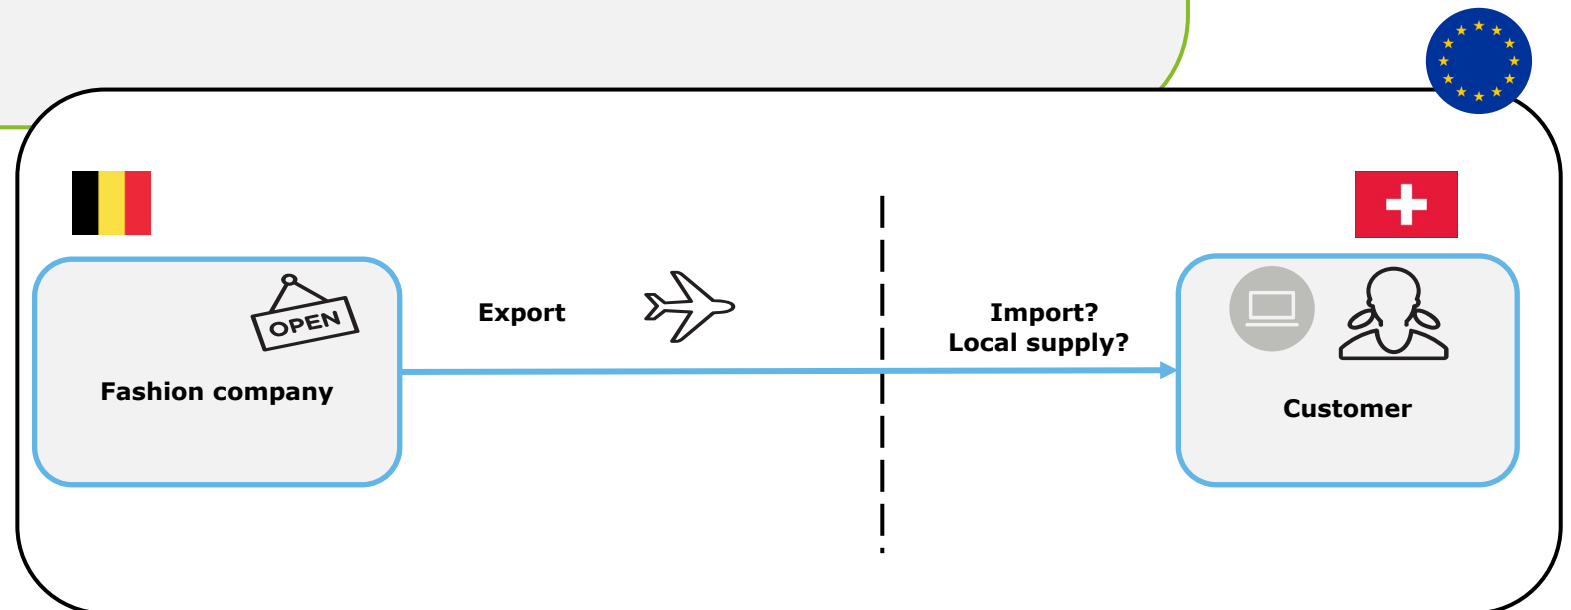 OPEN
Export
Import?
Local supply?
Fashion company
Customer